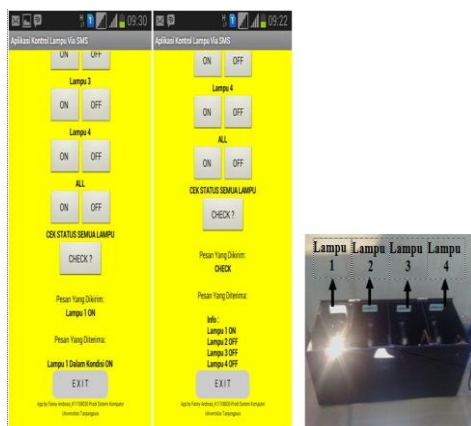 09:30
Aplikasi Kontrol Lampu Via SMS
ON OFF
Lampu 3
ON OFF
Lampu 4
ON OFF
ALL
ON OFF
CEK STATUS SEMUA LAMPU
CHECK ?
Pesan Yang Dikirim:
Lampu 1 ON
Pesan Yang Diterima:
Lampu 1 Dalam Kondisi ON
EXIT
Universitas Tanjungpura
09:22
Aplikasi Kontrol Lampu Via SMS
ON OFF
Lampu 4
ON OFF
ALL
ON OFF
CEK STATUS SEMUA LAMPU
CHECK ?
Pesan Yang Dikirim:
CHECK
Pesan Yang Diterima:
Info :
Lampu 1 ON
Lampu 2 OFF
Lampu 3 OFF
Lampu 4 OFF
EXIT
Universitas Tanjungpura
Lampu Lampu Lampu Lampu
1 2 3 4